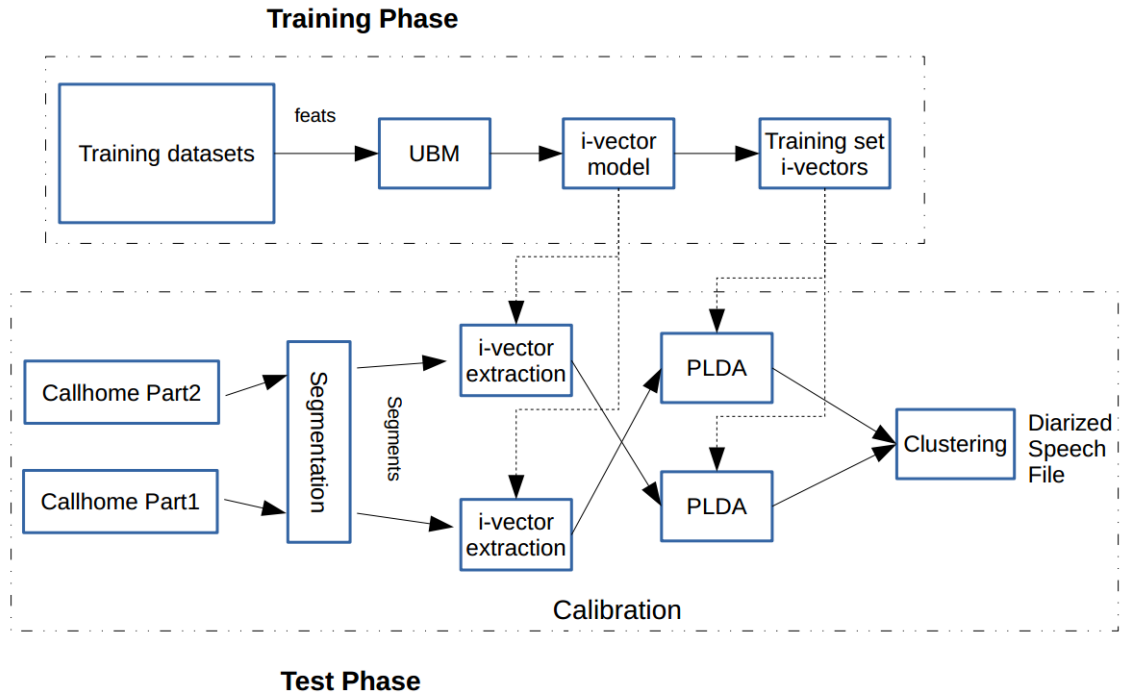 Training Phase
Training datasets
feats
UBM
i-vector
model
Training set
i-vectors
Callhome Part2
Callhome Part1
Segmentation
Segments
i-vector
extraction
i-vector
extraction
PLDA
PLDA
Clustering
Diarized
Speech
File
Calibration
Test Phase